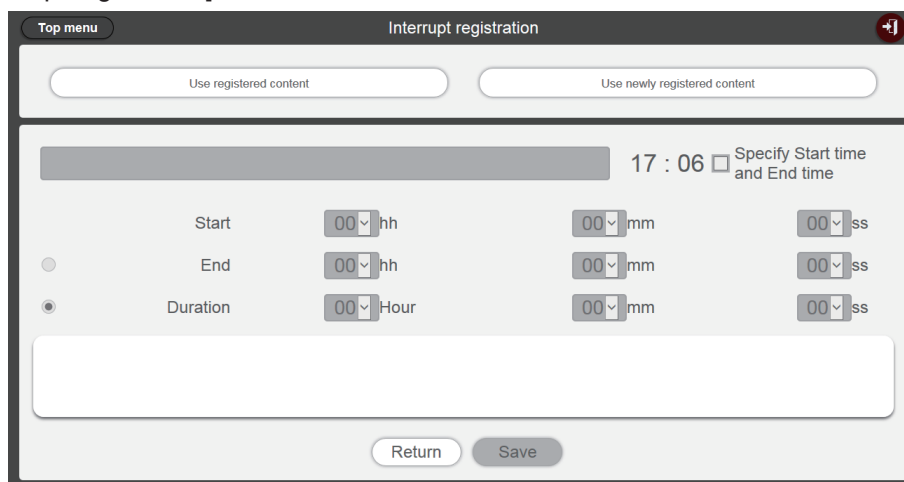 Top menu
Interrupt registration
Use registered content
Use newly registered content
17 : 06
Specify Start time
and End time
Start 00 hh 00 mm 00 ss
End 00 hh 00 mm 00 ss
Duration 00 Hour 00 mm 00 ss
Return
Save